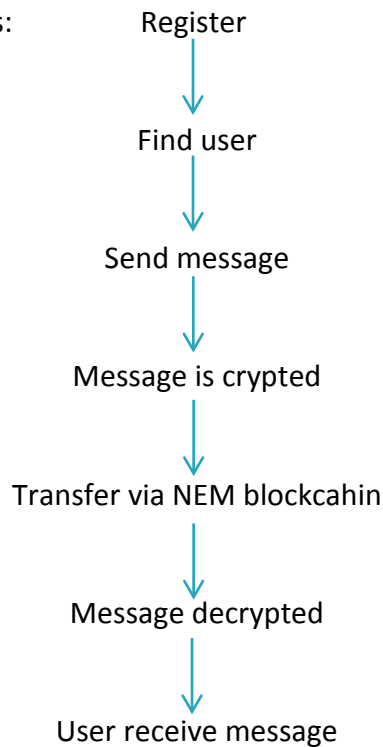 s:
Register
Find user
Send message
Message is crypted
Transfer via NEM blockcahin
Message decrypted
User receive message